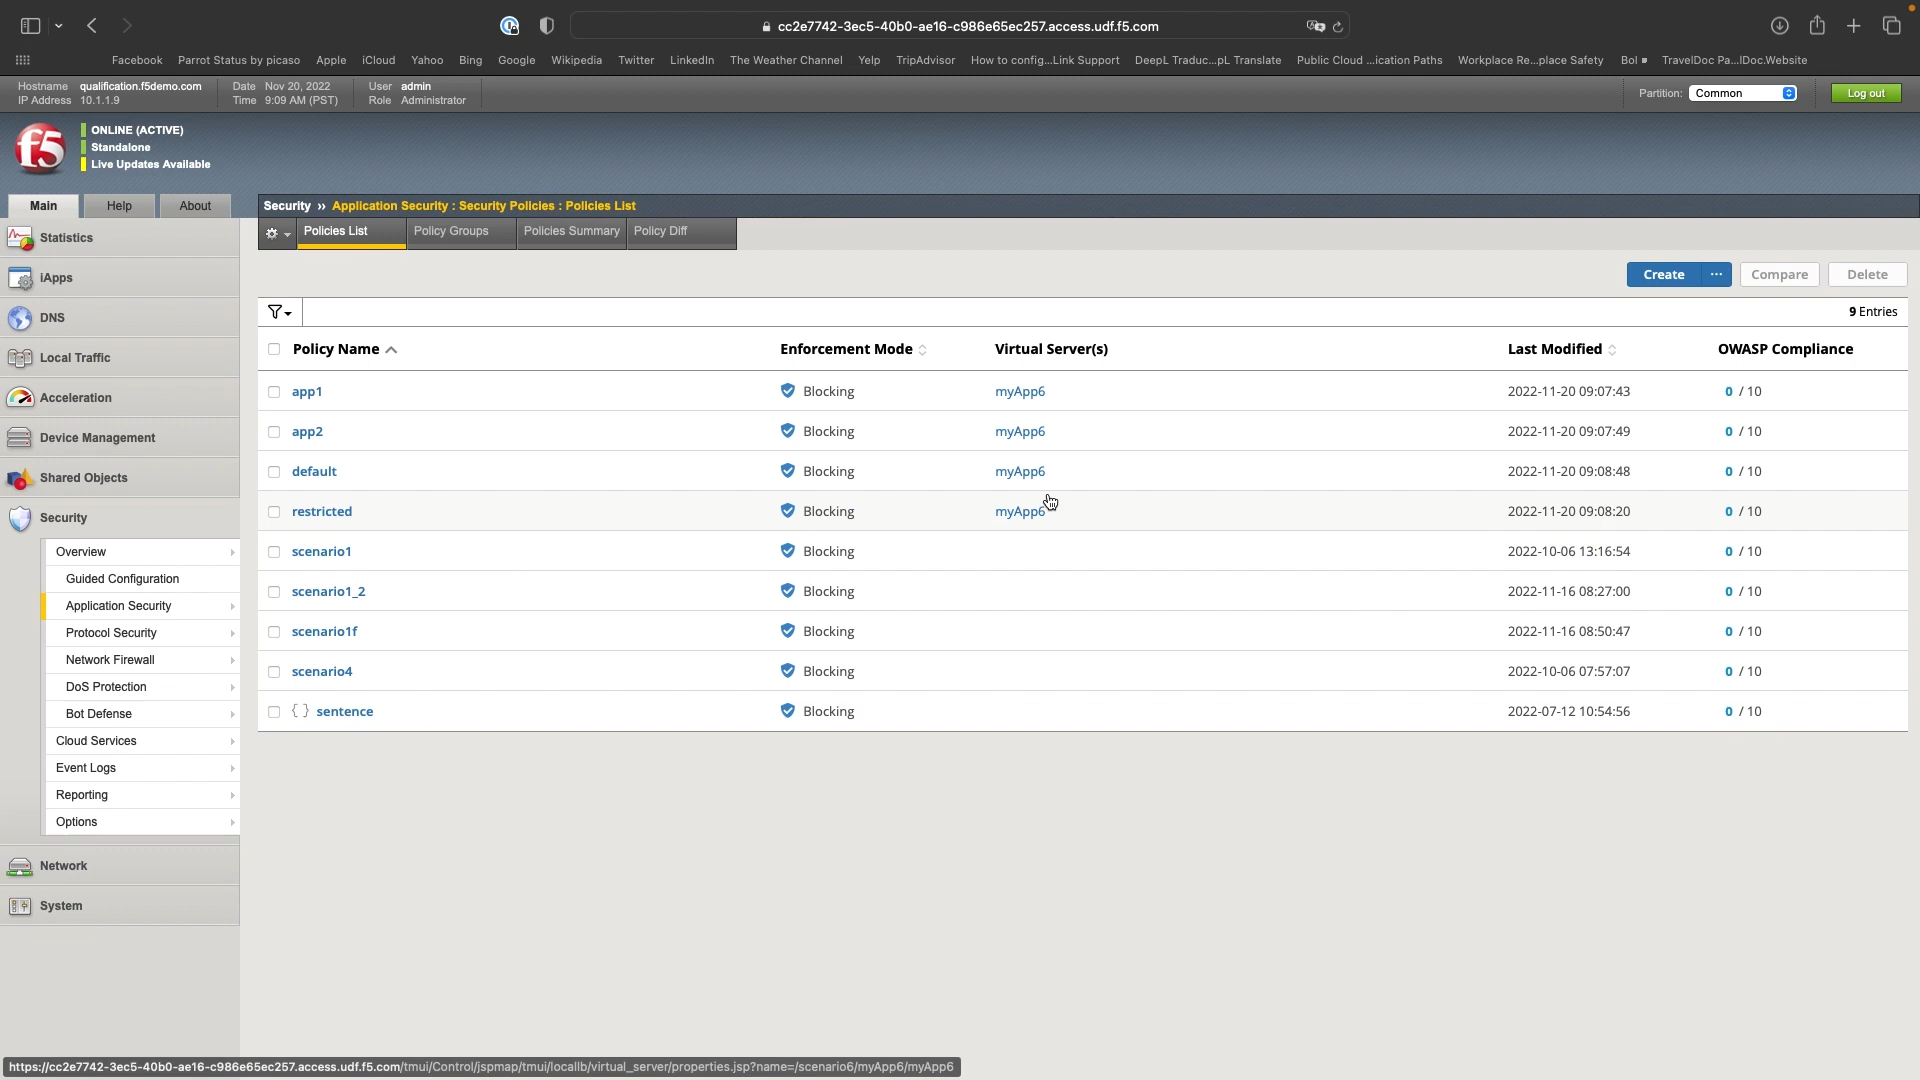 cc2e7742-3ec5-40b0-ae16-c986e65ec257.access.udf.f5.com
Facebook Parrot Status by picaso Apple iCloud Yahoo Bing Google Wikipedia Twitter LinkedIn The Weather Channel Yelp TripAdvisor How to config...Link Support DeepL Traduc...pL Translate Public Cloud ...ication Paths Workplace Re...place Safety Bol TravelDoc Pa...lDoc.Website
Hostname qualification.f5demo.com Date Nov 20, 2022 User admin
IP Address 10.1.1.9 Time 9:09 AM (PST) Role Administrator
Partition: Common Log out
f5
ONLINE (ACTIVE)
Standalone
Live Updates Available
Main Help About
Security ›› Application Security : Security Policies : Policies List
Policies List Policy Groups Policies Summary Policy Diff
Statistics
iApps
DNS
Local Traffic
Acceleration
Device Management
Shared Objects
Security
Overview
Guided Configuration
Application Security
Protocol Security
Network Firewall
DoS Protection
Bot Defense
Cloud Services
Event Logs
Reporting
Options
Network
System
Create ... Compare Delete
9 Entries
Policy Name Enforcement Mode Virtual Server(s) Last Modified OWASP Compliance
app1 Blocking myApp6 2022-11-20 09:07:43 0 / 10
app2 Blocking myApp6 2022-11-20 09:07:49 0 / 10
default Blocking myApp6 2022-11-20 09:08:48 0 / 10
restricted Blocking myApp6 2022-11-20 09:08:20 0 / 10
scenario1 Blocking 2022-10-06 13:16:54 0 / 10
scenario1_2 Blocking 2022-11-16 08:27:00 0 / 10
scenario1f Blocking 2022-11-16 08:50:47 0 / 10
scenario4 Blocking 2022-10-06 07:57:07 0 / 10
{ } sentence Blocking 2022-07-12 10:54:56 0 / 10
https://cc2e7742-3ec5-40b0-ae16-c986e65ec257.access.udf.f5.com/tmui/Control/jspmap/tmui/locallb/virtual_server/properties.jsp?name=/scenario6/myApp6/myApp6